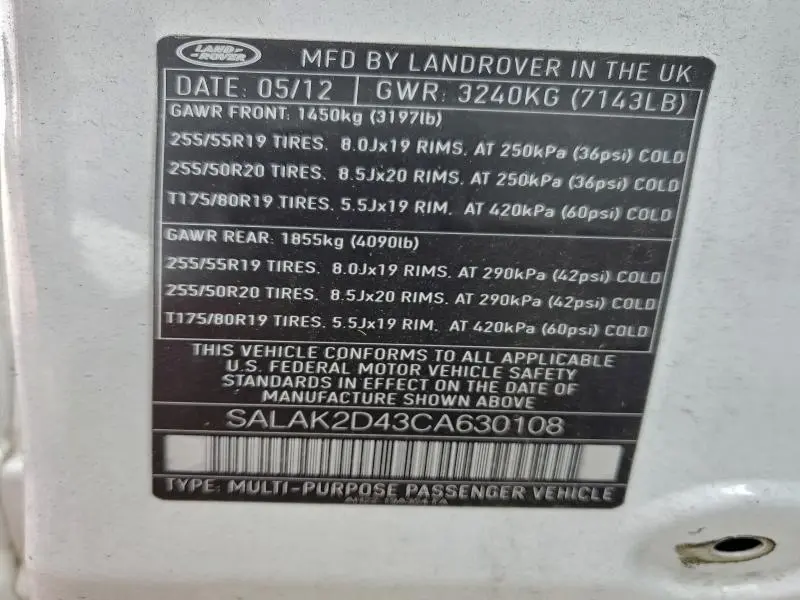 LAND ROVER
MFD BY LANDROVER IN THE UK
DATE: 05/12 GWR: 3240KG (7143LB)
GAWR FRONT: 1450kg (3197lb)
255/55R19 TIRES. 8.0Jx19 RIMS. AT 250kPa (36psi) COLD
255/50R20 TIRES. 8.5Jx20 RIMS. AT 250kPa (36psi) COLD
T175/80R19 TIRES. 5.5Jx19 RIM. AT 420kPa (60psi) COLD
GAWR REAR: 1855kg (4090lb)
255/55R19 TIRES. 8.0Jx19 RIMS. AT 290kPa (42psi) COLD
255/50R20 TIRES. 8.5Jx20 RIMS. AT 290kPa (42psi) COLD
T175/80R19 TIRES. 5.5Jx19 RIM. AT 420kPa (60psi) COLD
THIS VEHICLE CONFORMS TO ALL APPLICABLE
U.S. FEDERAL MOTOR VEHICLE SAFETY
STANDARDS IN EFFECT ON THE DATE OF
MANUFACTURE SHOWN ABOVE
SALAK2D43CA630108
TYPE: MULTI-PURPOSE PASSENGER VEHICLE